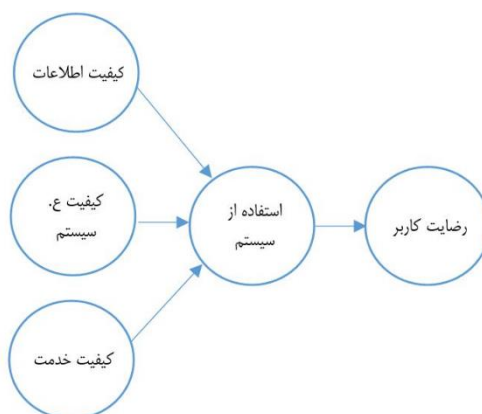 کیفیت اطلاعات
کیفیت ع.
سیستم
کیفیت خدمت
استفاده از
سیستم
رضایت کاربر